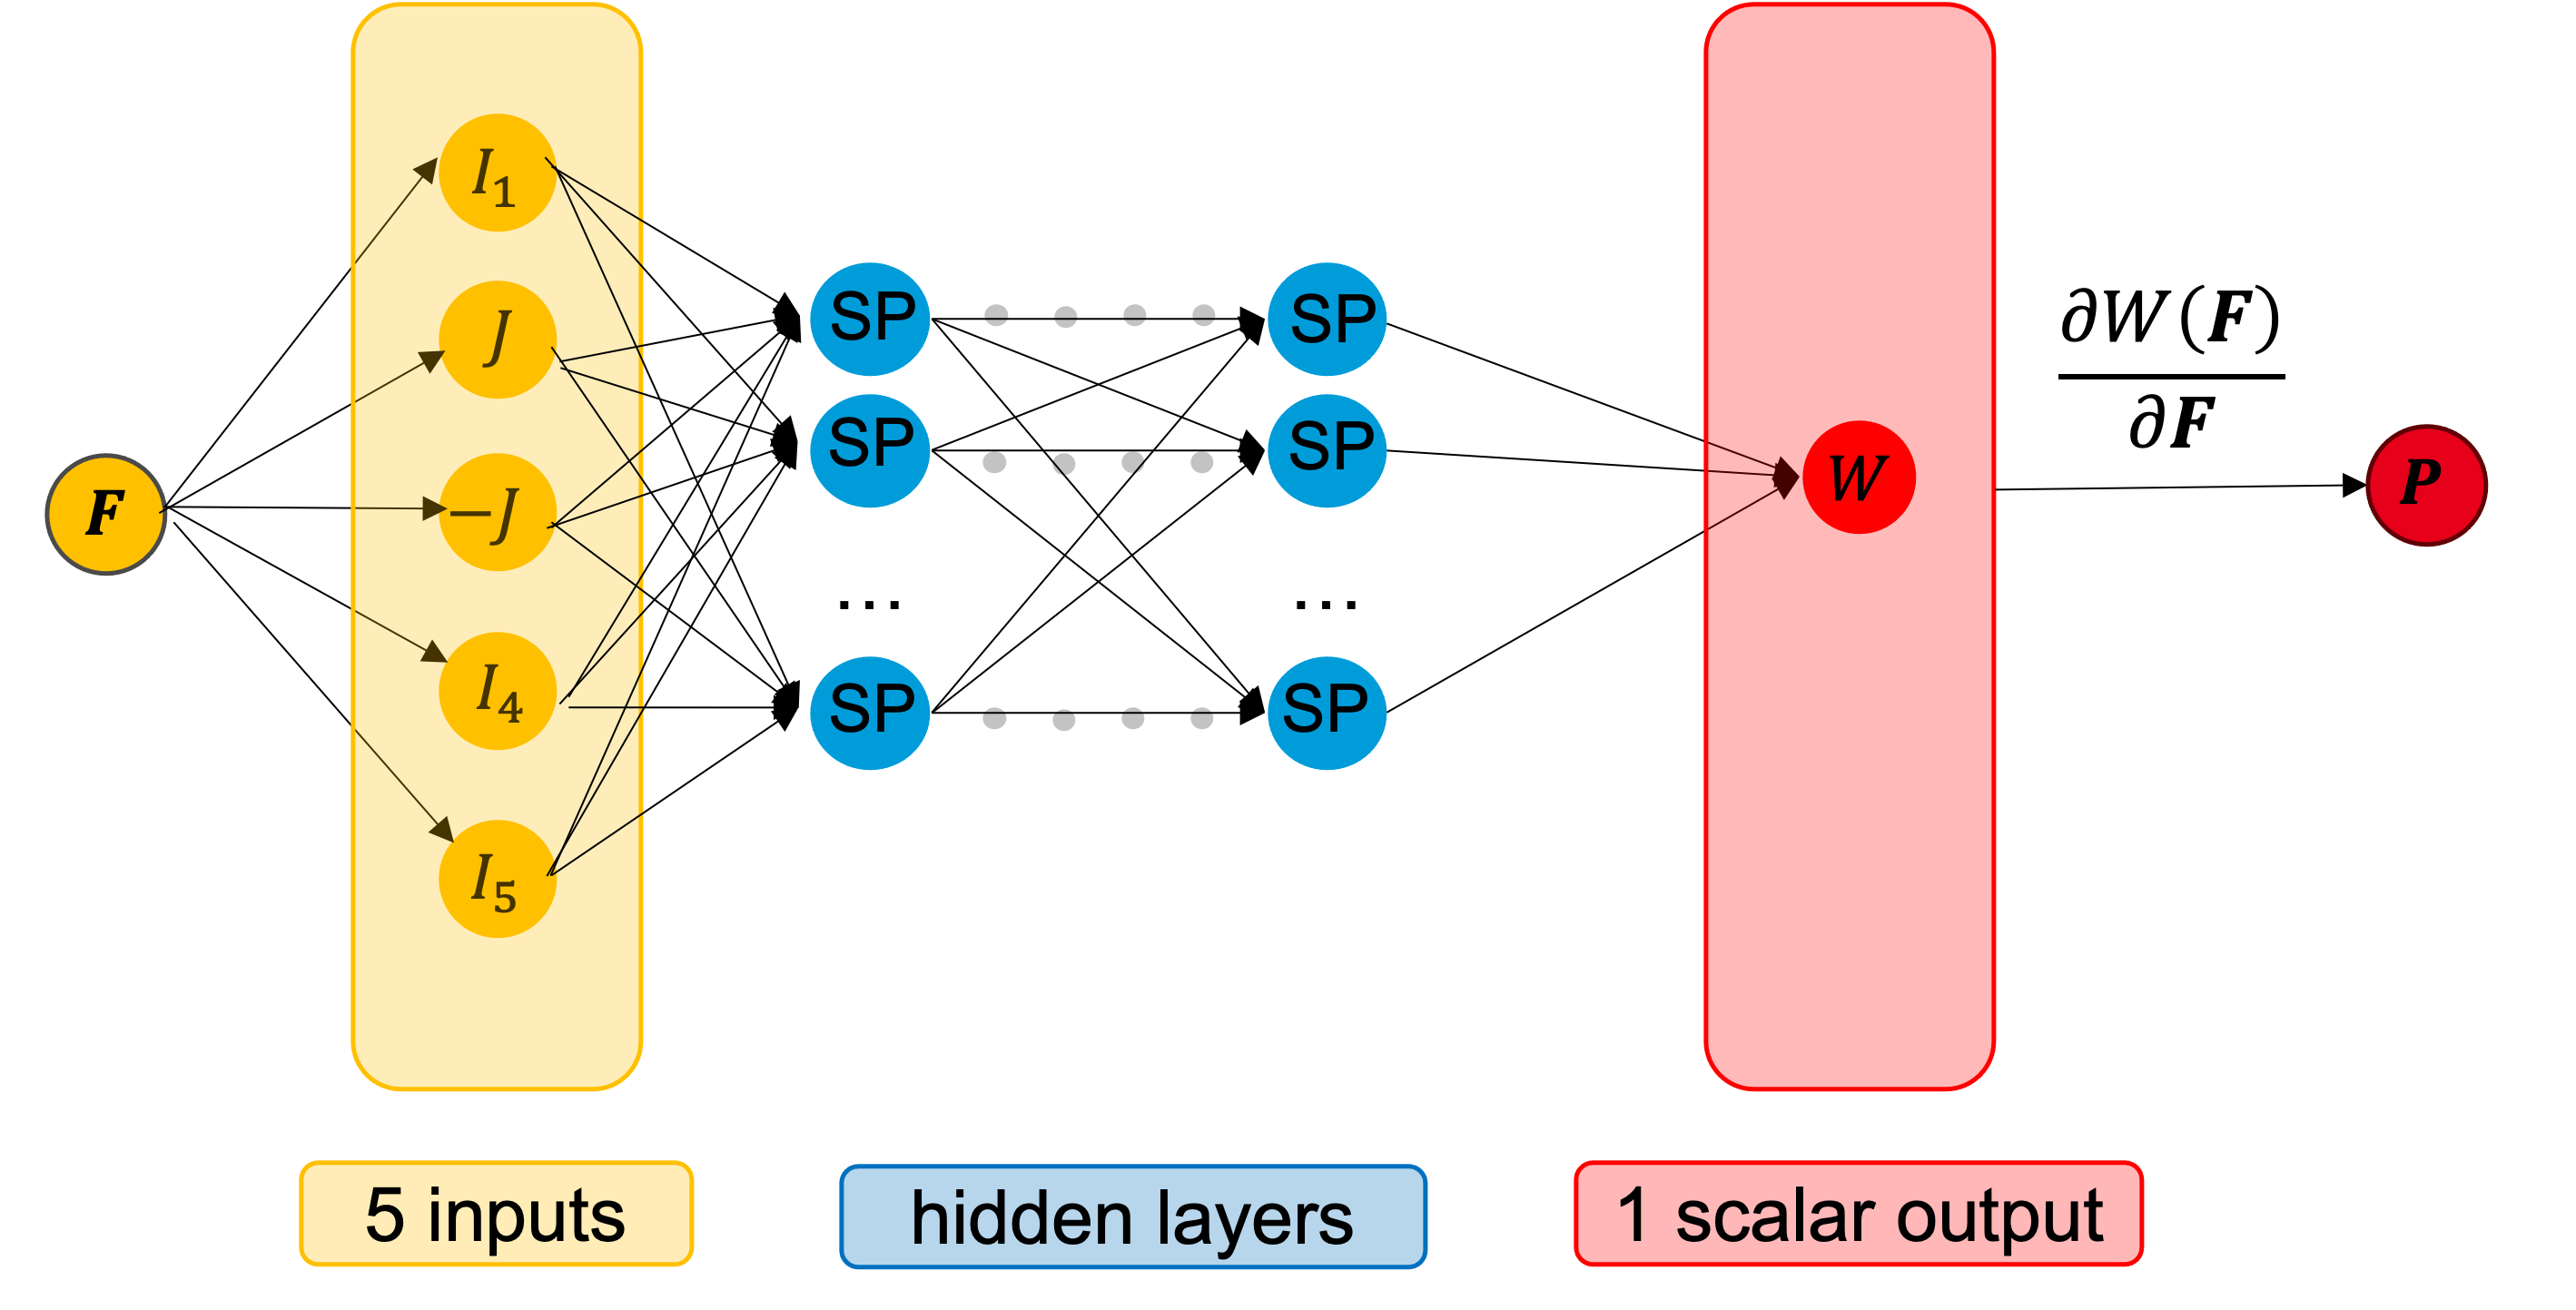 F
I₁
J
−J
I₄
I₅
SP
SP
...
SP
SP
SP
...
SP
W
∂W(F)
∂F
P
5 inputs
hidden layers
1 scalar output